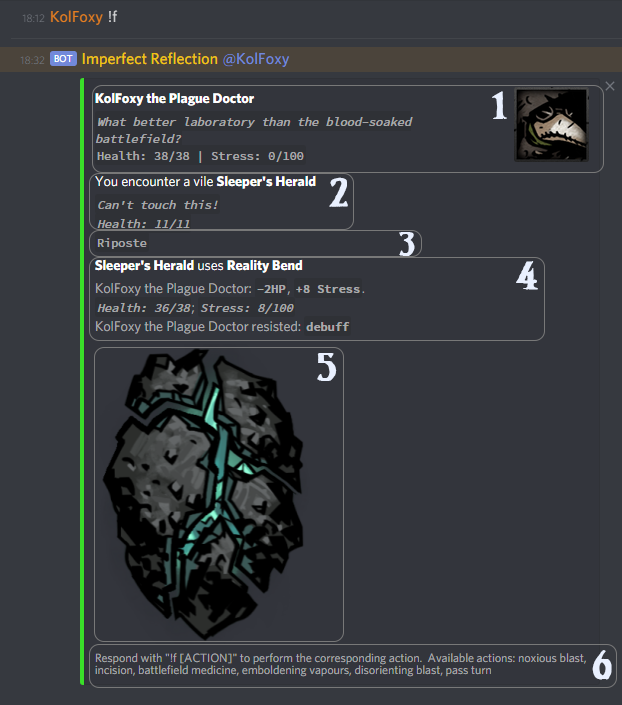 18:12 KolFoxy !f
18:32 BOT Imperfect Reflection @KolFoxy
KolFoxy the Plague Doctor
1
What better laboratory than the blood-soaked
battlefield?
Health: 38/38 | Stress: 0/100
You encounter a vile Sleeper's Herald
2
Can't touch this!
Health: 11/11
Riposte
3
Sleeper's Herald uses Reality Bend
4
KolFoxy the Plague Doctor: -2HP, +8 Stress.
Health: 36/38; Stress: 8/100
KolFoxy the Plague Doctor resisted: debuff
5
Respond with "!f [ACTION]" to perform the corresponding action. Available actions: noxious blast,
incision, battlefield medicine, emboldening vapours, disorienting blast, pass turn
6